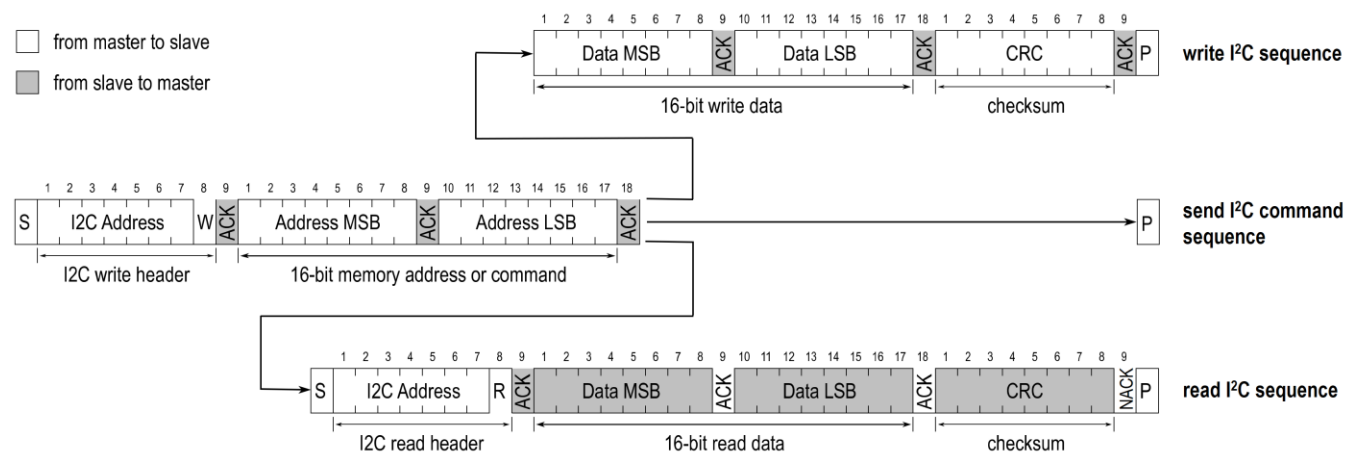 from master to slave
from slave to master
1 2 3 4 5 6 7 8 9 10 11 12 13 14 15 16 17 18 1 2 3 4 5 6 7 8 9
Data MSB ACK Data LSB ACK CRC ACK P
write I²C sequence
16-bit write data
checksum
1 2 3 4 5 6 7 8 9 1 2 3 4 5 6 7 8 9 10 11 12 13 14 15 16 17 18
S I2C Address W ACK Address MSB ACK Address LSB ACK
P
send I²C command
sequence
I2C write header
16-bit memory address or command
1 2 3 4 5 6 7 8 9 1 2 3 4 5 6 7 8 9 10 11 12 13 14 15 16 17 18 1 2 3 4 5 6 7 8 9
S I2C Address R ACK Data MSB ACK Data LSB ACK CRC NACK P
read I²C sequence
I2C read header
16-bit read data
checksum